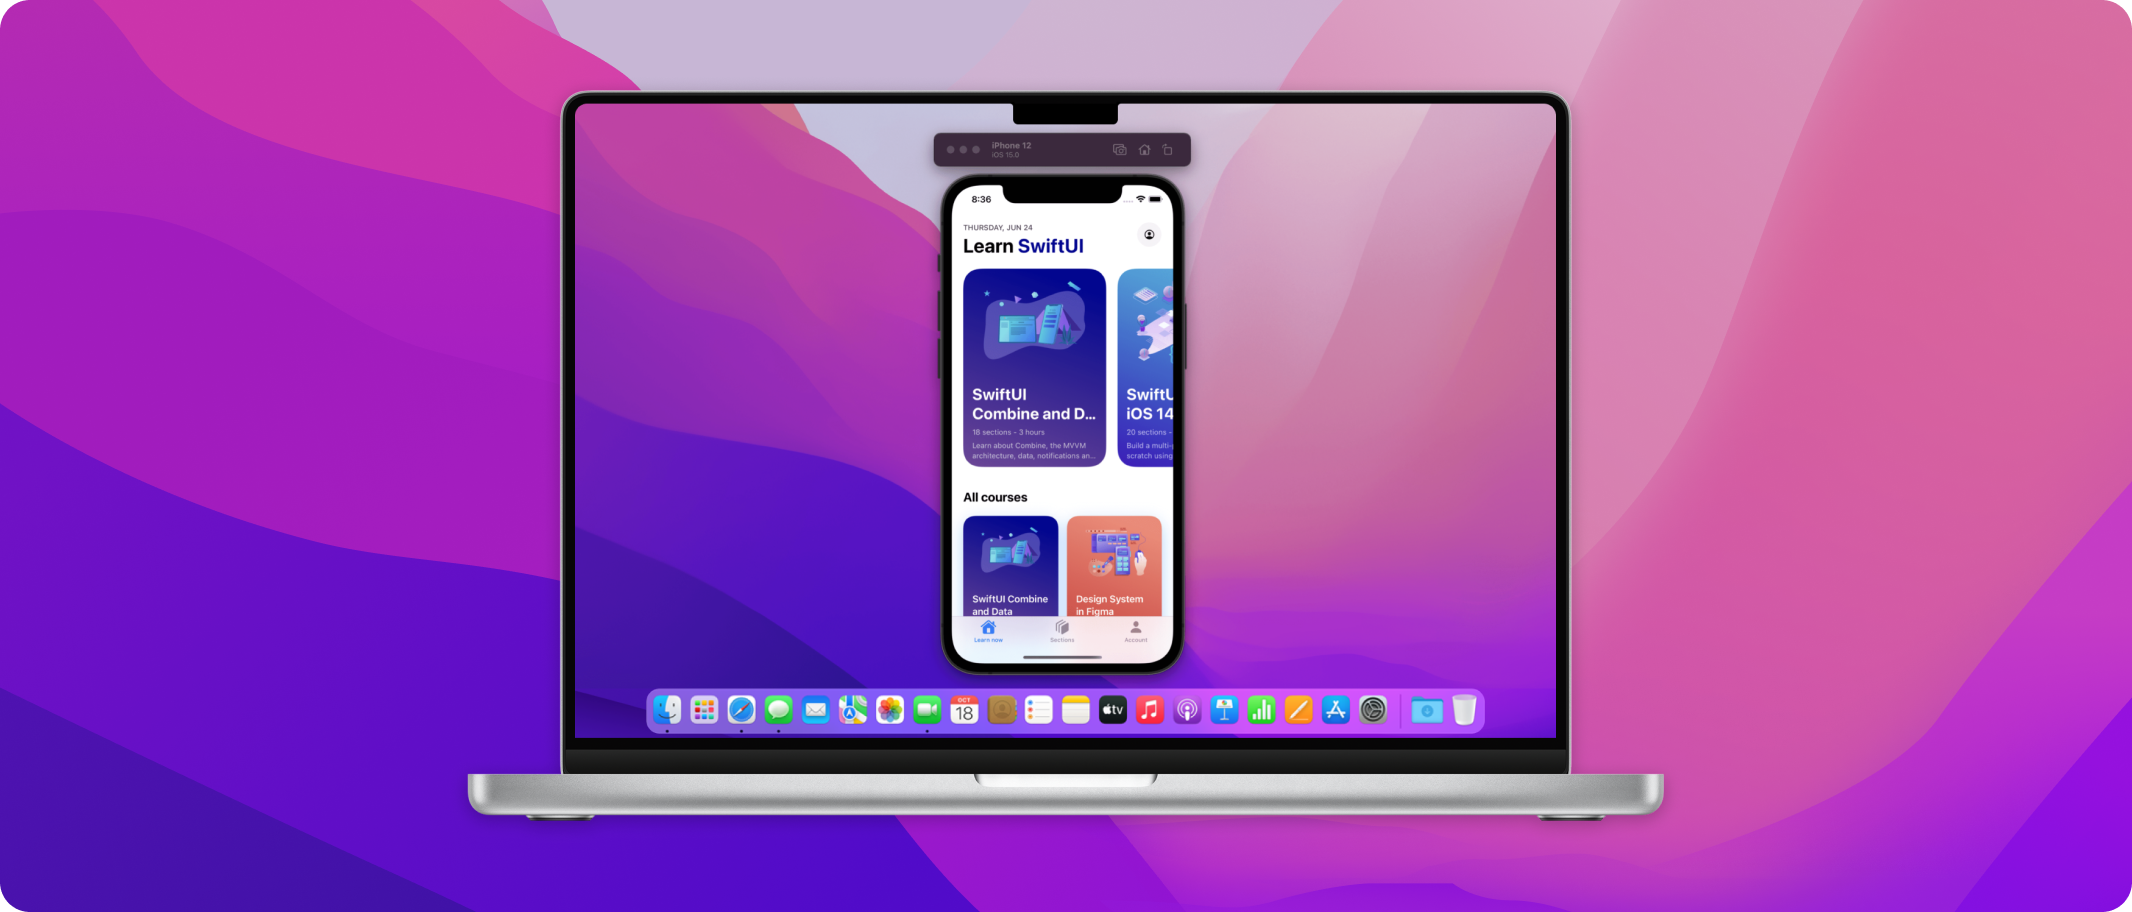 iPhone 12
iOS 15.0
8:36
THURSDAY, JUN 24
Learn SwiftUI
SwiftUI
Combine and D...
18 sections - 3 hours
Learn about Combine, the MVVM
architecture, data, notifications an...
SwiftU
iOS 14
20 sections -
Build a multi-
scratch using
All courses
SwiftUI Combine
and Data
Design System
in Figma
Learn now
Sections
Account
OCT
18
tv